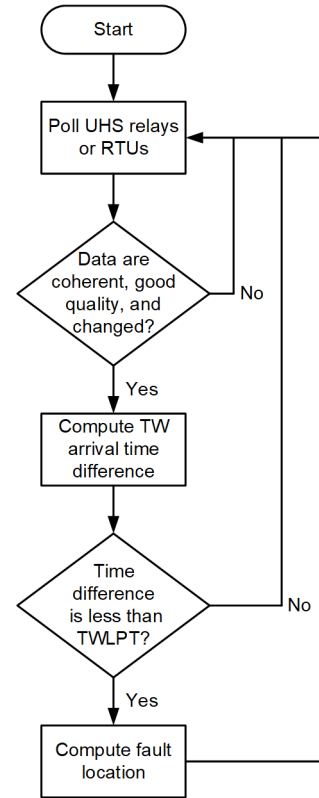 Start
Poll UHS relays
or RTUs
Data are
coherent, good
quality, and
changed?
No
Yes
Compute TW
arrival time
difference
Time
difference
is less than
TWLPT?
No
Yes
Compute fault
location